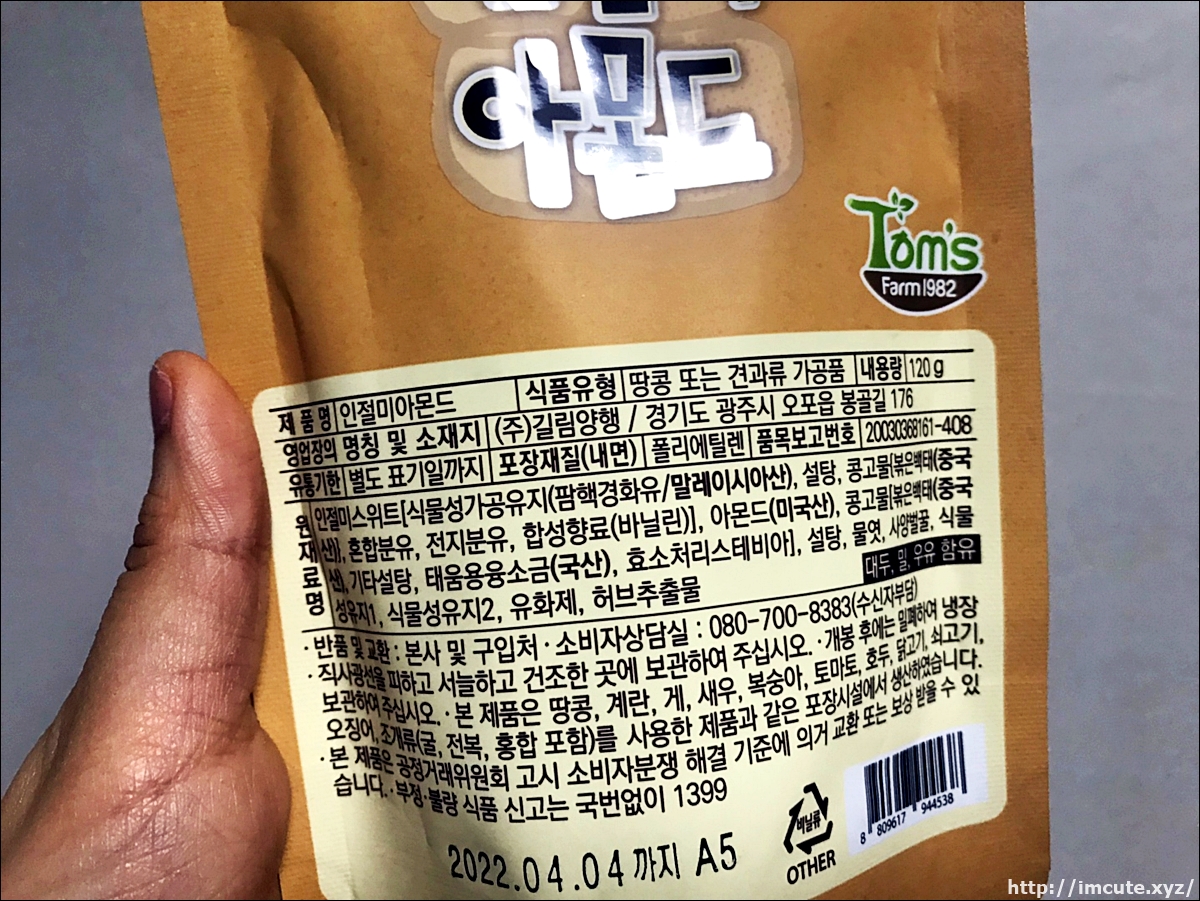 아몬드
Tom's
Farm 1982
제품명 인절미아몬드 식품유형 땅콩 또는 견과류 가공품 내용량 120 g
영업장의 명칭 및 소재지 (주)길림양행 / 경기도 광주시 오포읍 봉골길 176
유통기한 별도 표기일까지 포장재질(내면) 폴리에틸렌 품목보고번호 20030368161-408
원재료명 인절미스위트[식물성가공유지(팜핵경화유/말레이시아산), 설탕, 콩고물[볶은백태(중국
산)], 혼합분유, 전지분유, 합성향료(바닐린)], 아몬드(미국산), 콩고물[볶은백태(중국
산), 기타설탕, 태움용융소금(국산), 효소처리스테비아], 설탕, 물엿, 사양벌꿀, 식물
성유지1, 식물성유지2, 유화제, 허브추출물
대두, 밀, 우유 함유
· 반품 및 교환 : 본사 및 구입처 · 소비자상담실 : 080-700-8383(수신자부담)
· 직사광선을 피하고 서늘하고 건조한 곳에 보관하여 주십시오. · 개봉 후에는 밀폐하여 냉장
보관하여 주십시오. · 본 제품은 땅콩, 계란, 게, 새우, 복숭아, 토마토, 호두, 닭고기, 쇠고기,
오징어, 조개류(굴, 전복, 홍합 포함)를 사용한 제품과 같은 포장시설에서 생산하였습니다.
· 본 제품은 공정거래위원회 고시 소비자분쟁 해결 기준에 의거 교환 또는 보상 받을 수 있
습니다. · 부정·불량 식품 신고는 국번없이 1399
비닐류
OTHER
8 809617 944538
2022.04.04 까지 A5
http://imcute.xyz/